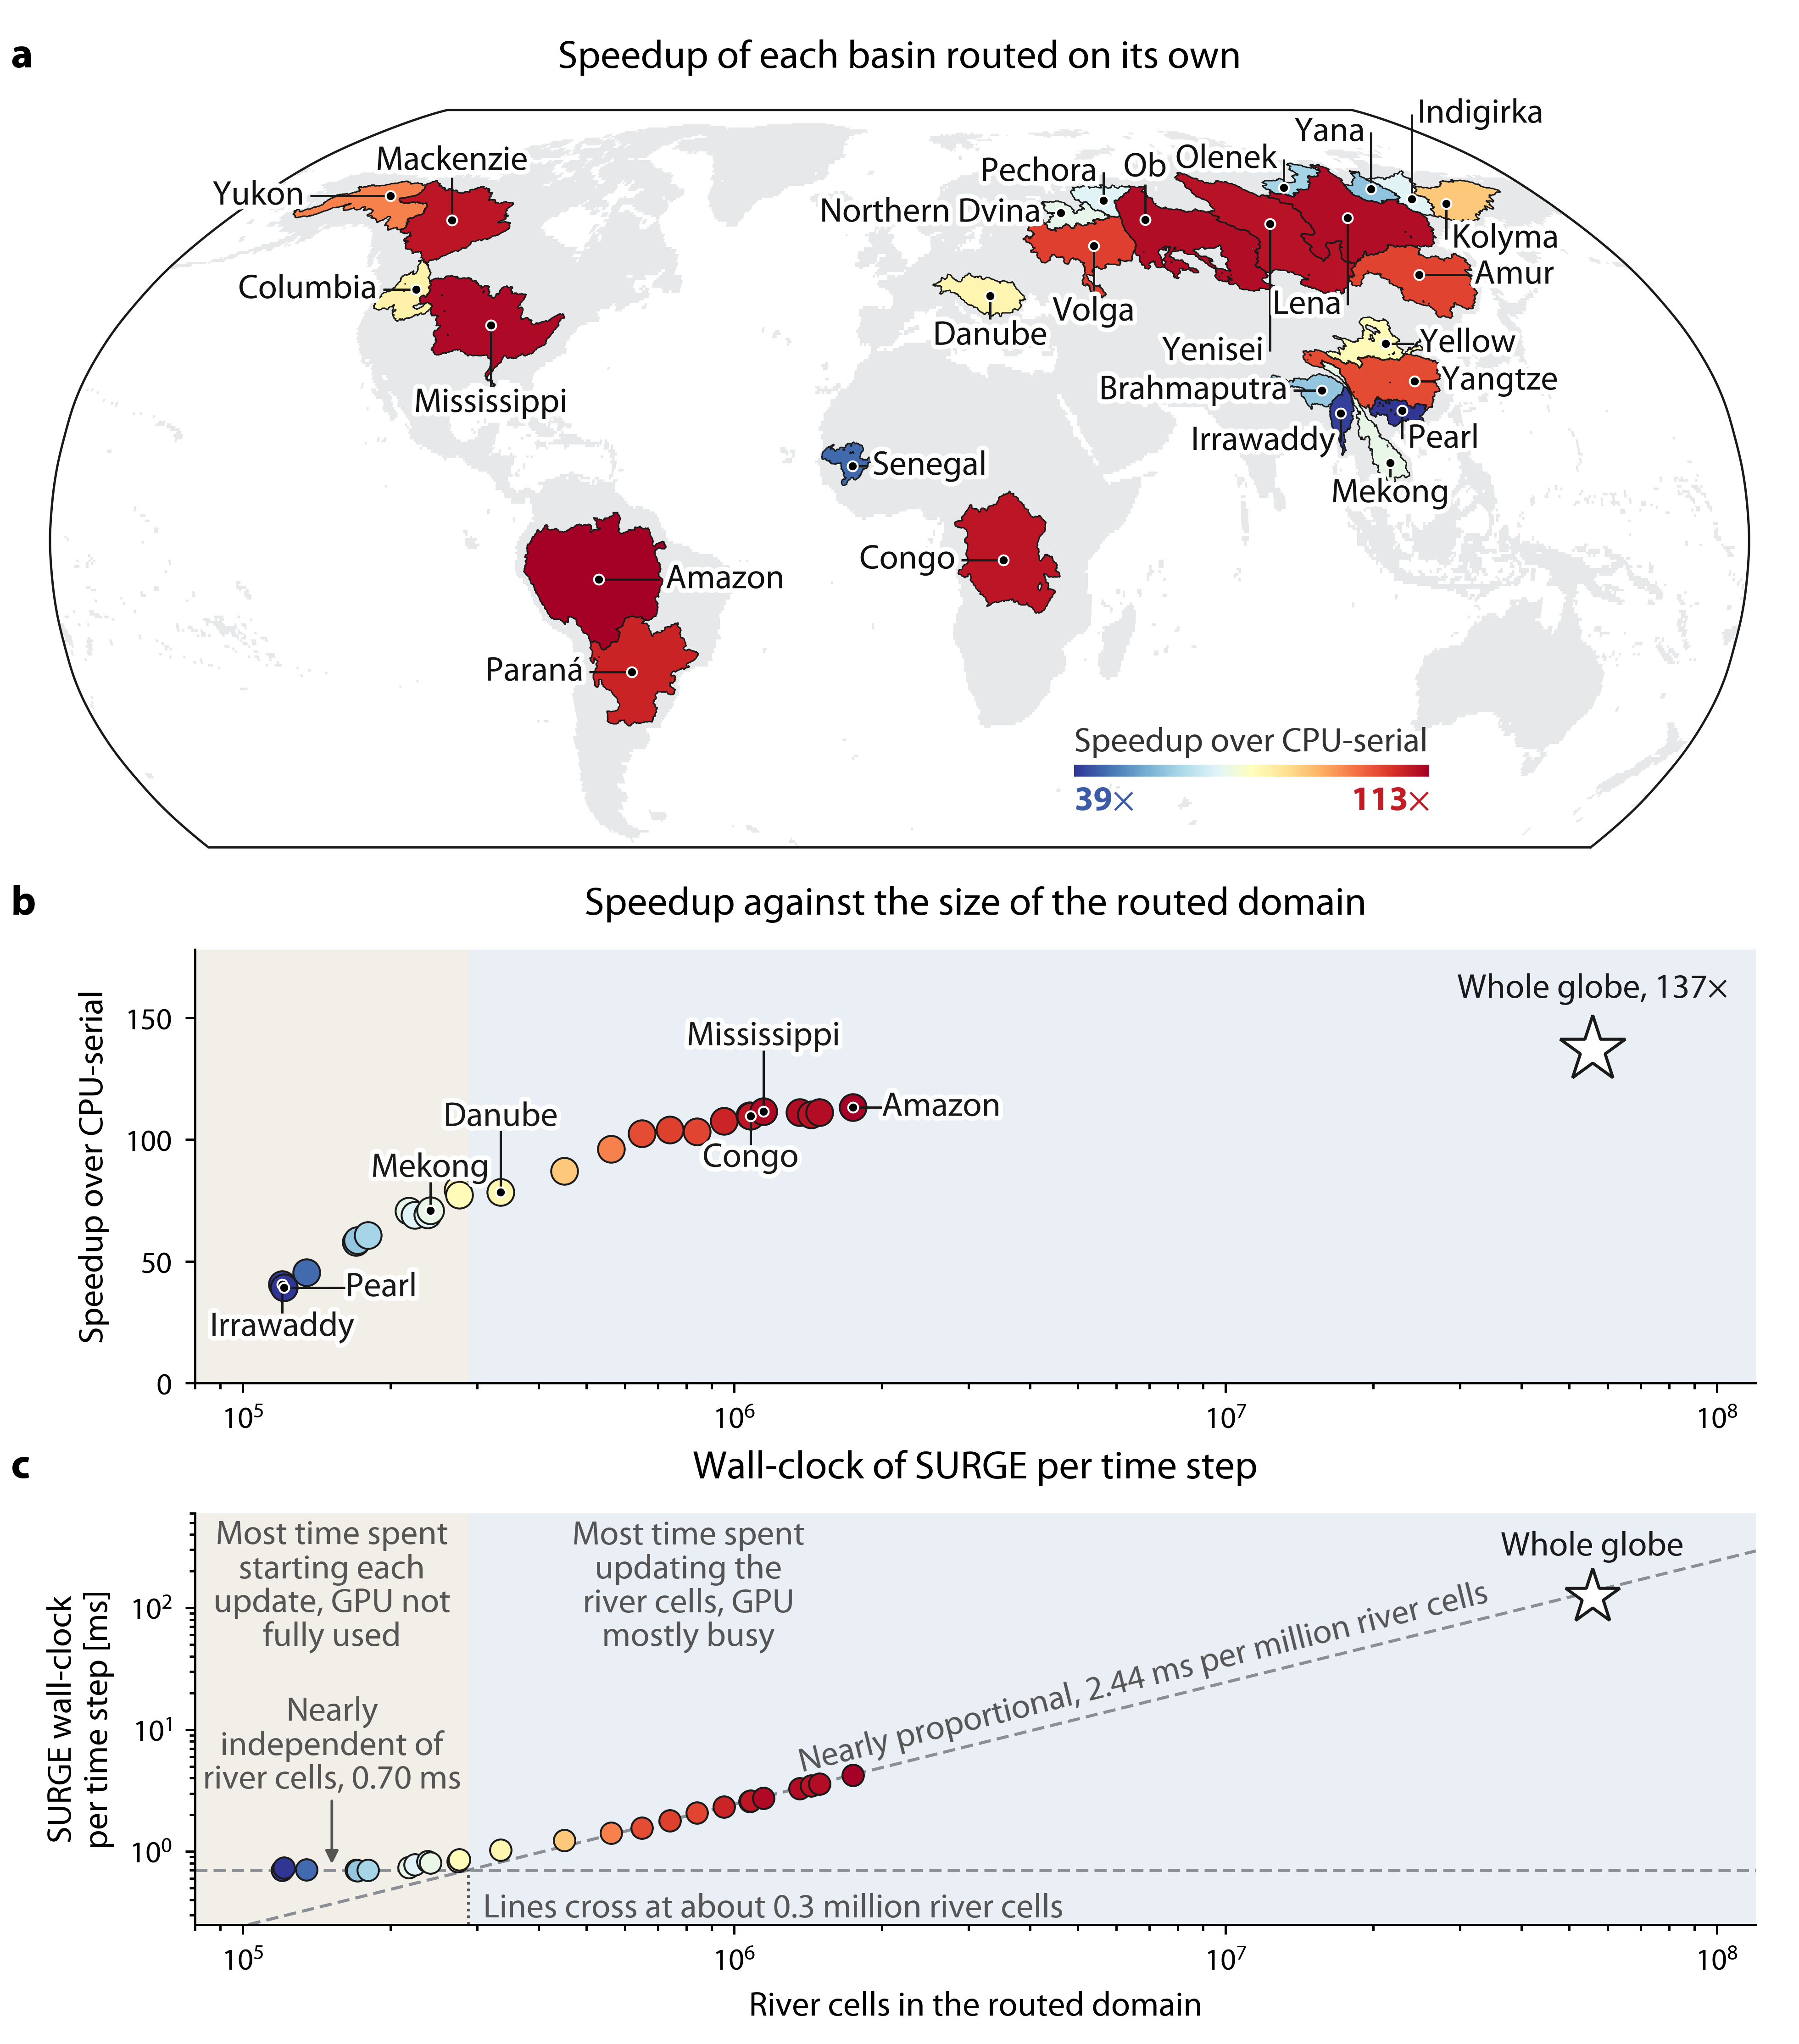 a
Speedup of each basin routed on its own
Indigirka
Yana
Mackenzie
Pechora
Ob
Olenek
Yukon
Northern Dvina
Kolyma
Columbia
Amur
Volga
Lena
Danube
Yellow
Yenisei
Yangtze
Brahmaputra
Mississippi
Irrawaddy
Pearl
Senegal
Mekong
Congo
Amazon
Paraná
Speedup over CPU-serial
39×
113×
b
Speedup against the size of the routed domain
Speedup over CPU-serial
150
100
50
0
Whole globe, 137×
Mississippi
Amazon
Danube
Congo
Mekong
Pearl
Irrawaddy
10⁵
10⁶
10⁷
10⁸
c
Wall-clock of SURGE per time step
SURGE wall-clock
per time step [ms]
10²
10¹
10⁰
Most time spent
starting each
update, GPU not
fully used
Most time spent
updating the
river cells, GPU
mostly busy
Whole globe
Nearly proportional, 2.44 ms per million river cells
Nearly
independent of
river cells, 0.70 ms
Lines cross at about 0.3 million river cells
10⁵
10⁶
10⁷
10⁸
River cells in the routed domain